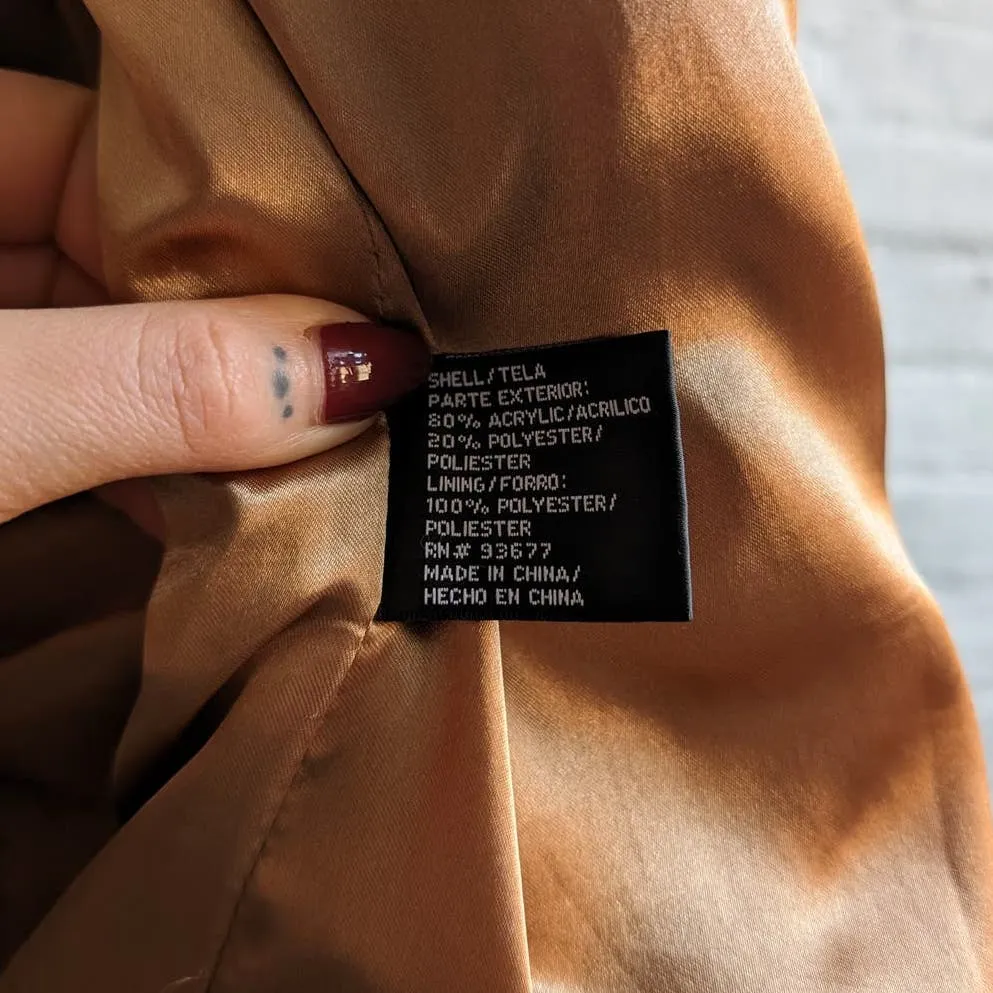 SHELL/TELA
PARTE EXTERIOR:
80% ACRYLIC/ACRILICO
20% POLYESTER/
POLIESTER
LINING/FORRO:
100% POLYESTER/
POLIESTER
RN# 93677
MADE IN CHINA/
HECHO EN CHINA